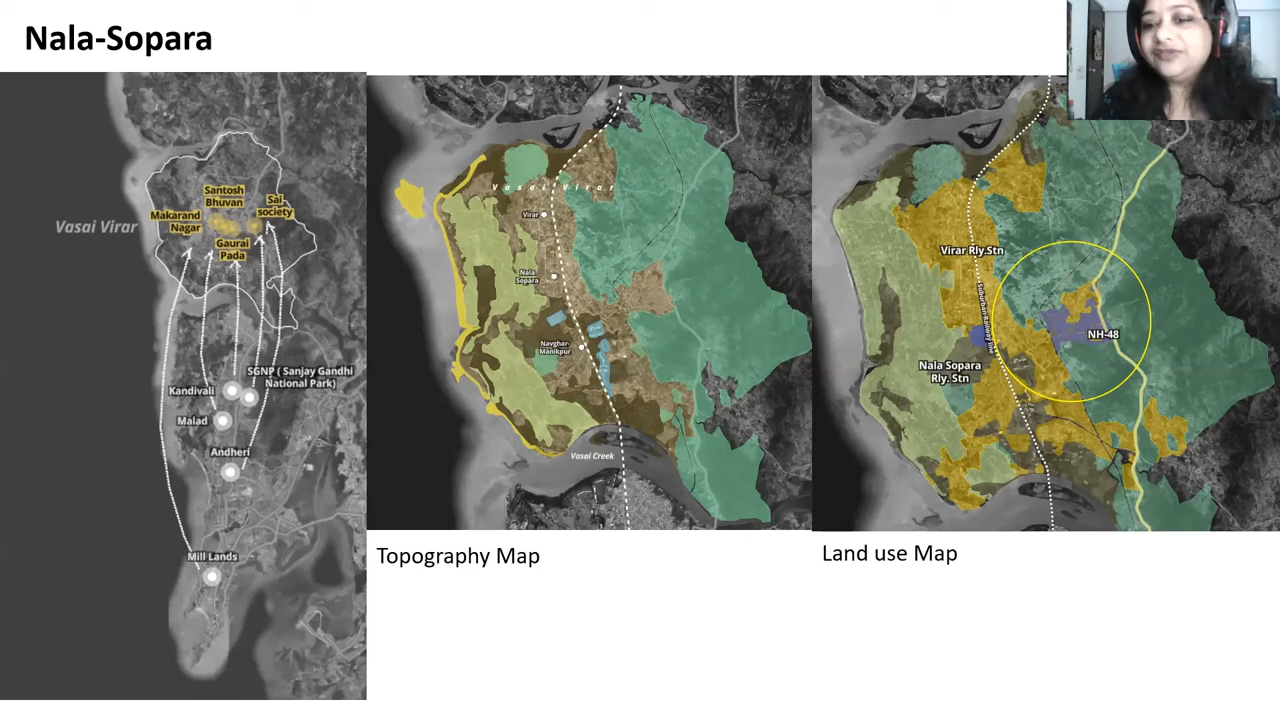 Nala-Sopara
Vasai Virar
Santosh
Bhuvan
Sai
society
Makarand
Nagar
Gaurai
Pada
SGNP ( Sanjay Gandhi
National Park)
Kandivali
Malad
Andheri
Mill Lands
Vasai Virar
Virar
Nala
Sopara
Navghar-
Manikpur
Vasai Creek
Topography Map
Virar Rly.Stn
Suburban Railway line
NH-48
Nala Sopara
Rly. Stn
Land use Map